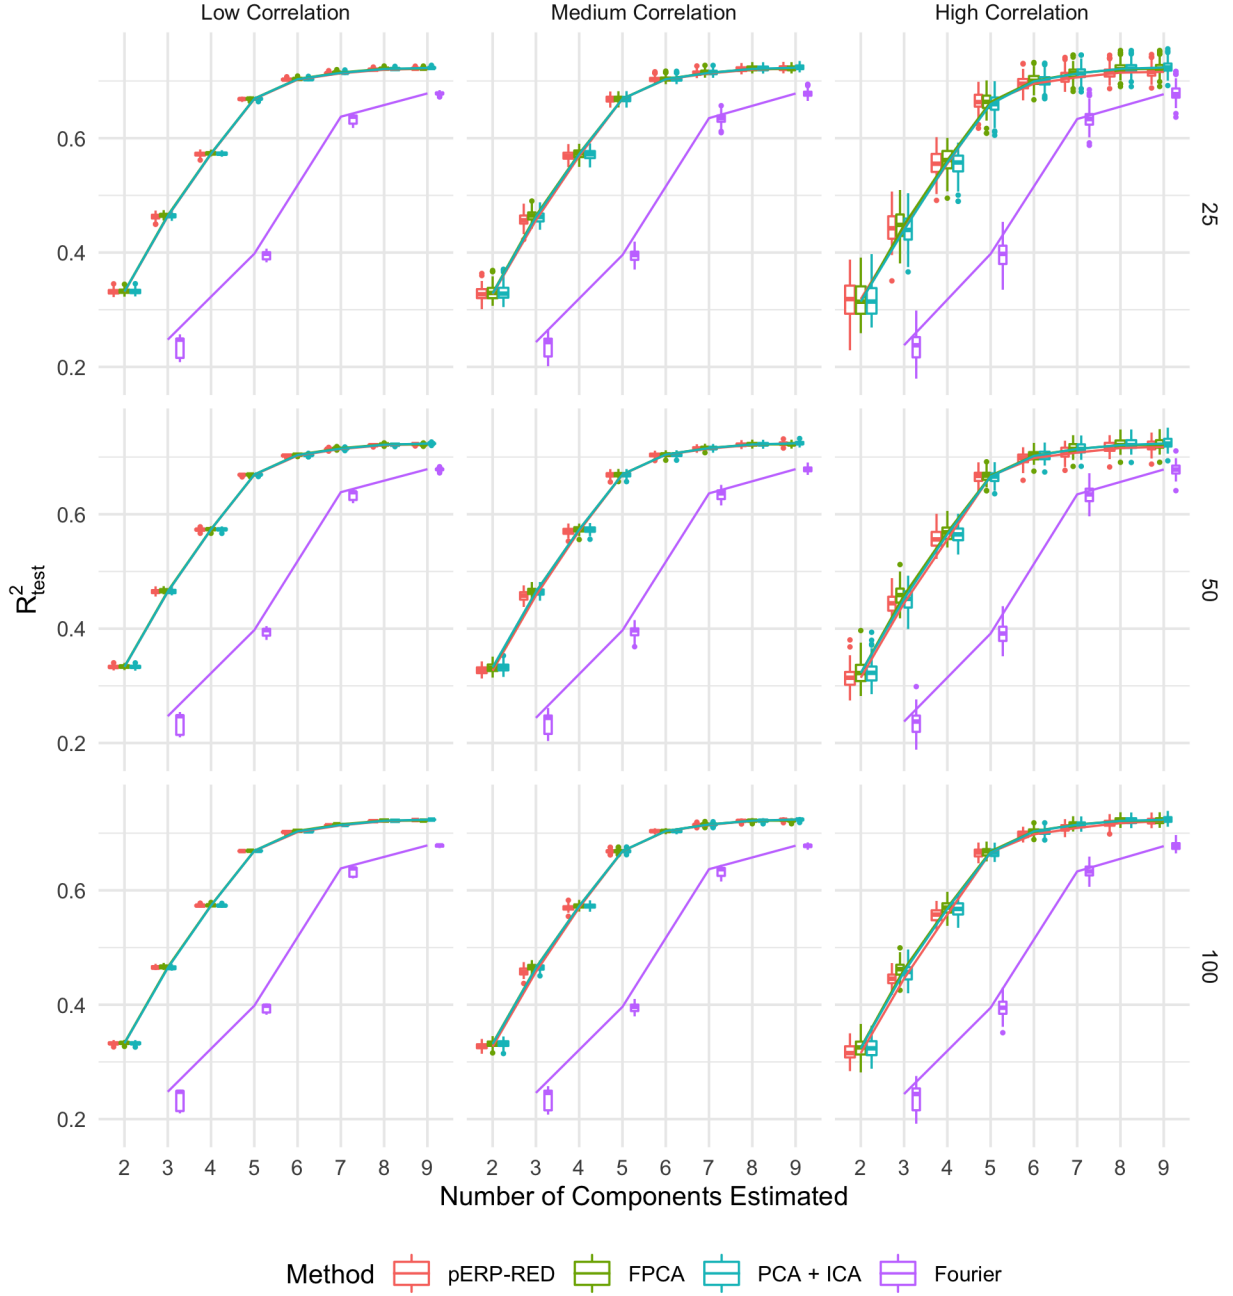 Low Correlation Medium Correlation High Correlation
0.6
0.4
0.2
25
0.6
0.4
0.2
50
R²test
0.6
0.4
0.2
100
2 3 4 5 6 7 8 9 2 3 4 5 6 7 8 9 2 3 4 5 6 7 8 9
Number of Components Estimated
Method pERP-RED FPCA PCA + ICA Fourier